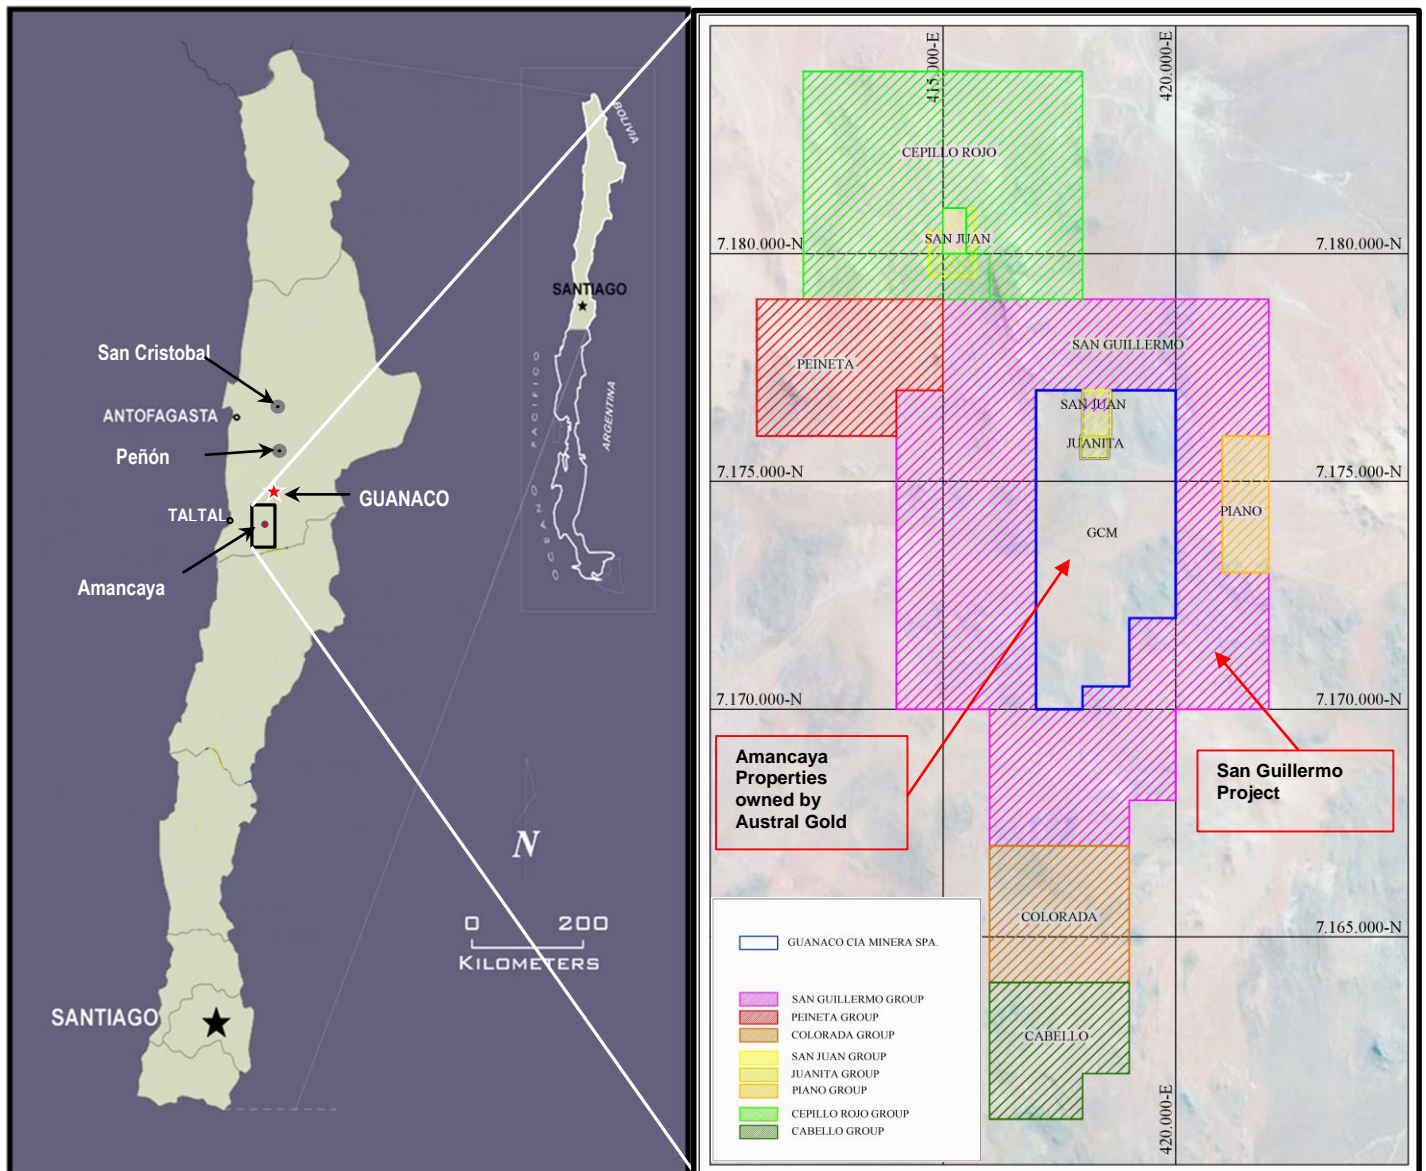 BOLIVIA
SANTIAGO
OCEANO PACIFICO
ARGENTINA
San Cristobal
ANTOFAGASTA
Peñón
GUANACO
TALTAL
Amancaya
N
0 200
KILOMETERS
SANTIAGO
415.000-E
420.000-E
CEPILLO ROJO
SAN JUAN
7.180.000-N
7.180.000-N
SAN GUILLERMO
PEINETA
SAN JUAN
JUANITA
7.175.000-N
7.175.000-N
PIANO
GCM
7.170.000-N
7.170.000-N
Amancaya
Properties
owned by
Austral Gold
San Guillermo
Project
COLORADA
7.165.000-N
CABELLO
420.000-E
GUANACO CIA MINERA SPA.
SAN GUILLERMO GROUP
PEINETA GROUP
COLORADA GROUP
SAN JUAN GROUP
JUANITA GROUP
PIANO GROUP
CEPILLO ROJO GROUP
CABELLO GROUP